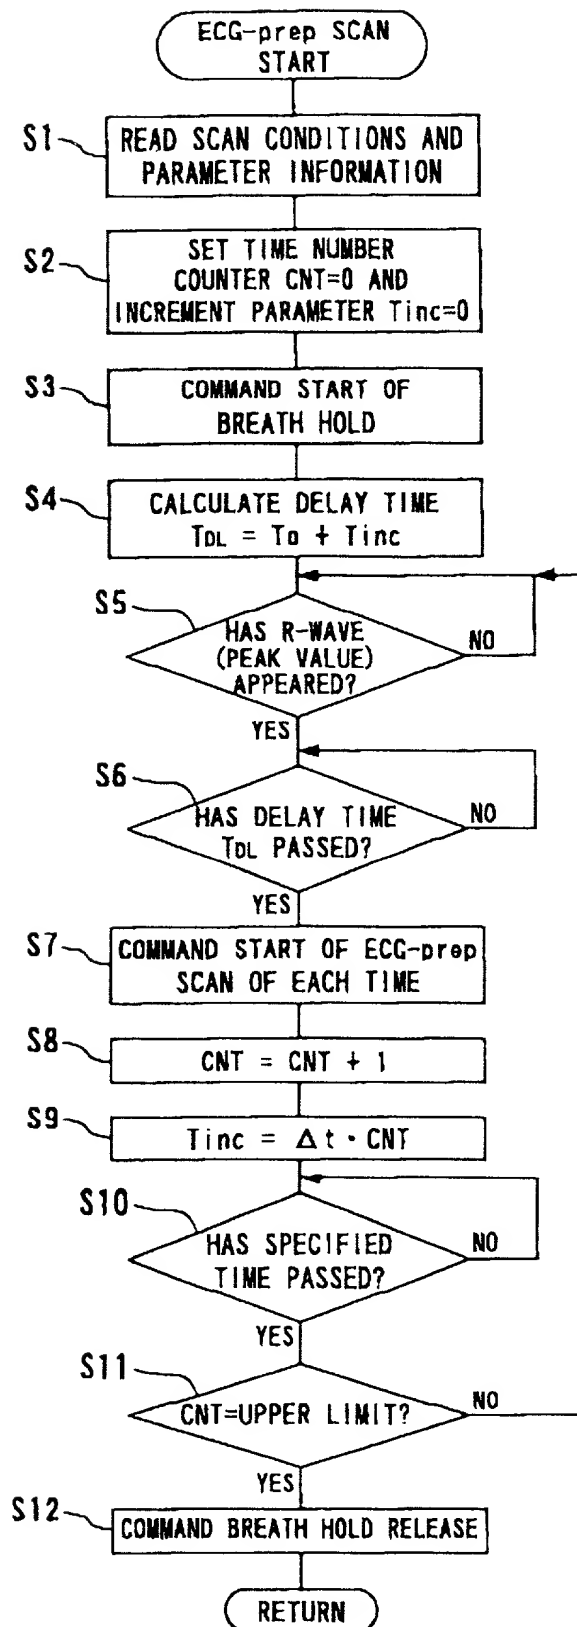 ECG-prep SCAN
START
S1
READ SCAN CONDITIONS AND
PARAMETER INFORMATION
S2
SET TIME NUMBER
COUNTER CNT=0 AND
INCREMENT PARAMETER Tinc=0
S3
COMMAND START OF
BREATH HOLD
S4
CALCULATE DELAY TIME
TDL = To + Tinc
S5
HAS R-WAVE
(PEAK VALUE)
APPEARED?
NO
YES
S6
HAS DELAY TIME
TDL PASSED?
NO
YES
S7
COMMAND START OF ECG-prep
SCAN OF EACH TIME
S8
CNT = CNT + 1
S9
Tinc = Δt · CNT
S10
HAS SPECIFIED
TIME PASSED?
NO
YES
S11
CNT=UPPER LIMIT?
NO
YES
S12
COMMAND BREATH HOLD RELEASE
RETURN